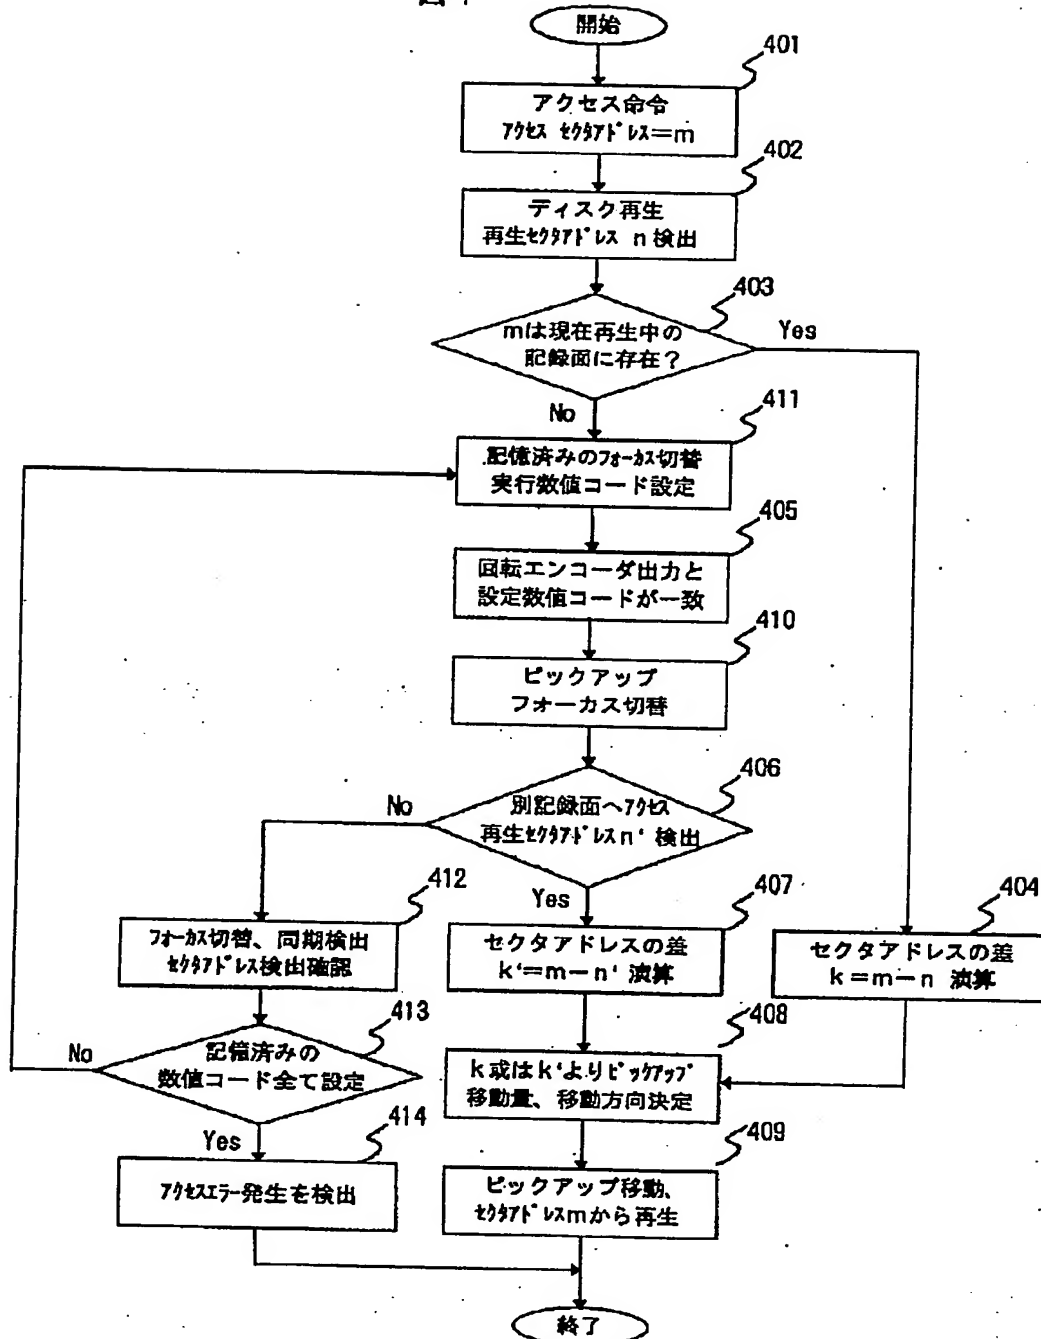 開始
401
アクセス命令
アクセス セクタアドレス=m
402
ディスク再生
再生セクタアドレス n 検出
403
mは現在再生中の
記録面に存在?
Yes
No
411
記憶済みのフォーカス切替
実行数値コード設定
405
回転エンコーダ出力と
設定数値コードが一致
410
ピックアップ
フォーカス切替
406
別記録面へアクセス
再生セクタアドレスn' 検出
No
Yes
412
フォーカス切替、同期検出
セクタアドレス検出確認
407
セクタアドレスの差
k'=m-n' 演算
404
セクタアドレスの差
k=m-n 演算
413
記憶済みの
数値コード全て設定
No
Yes
408
k或はk'よりピックアップ
移動量、移動方向決定
414
アクセスエラー発生を検出
409
ピックアップ移動、
セクタアドレスmから再生
終了